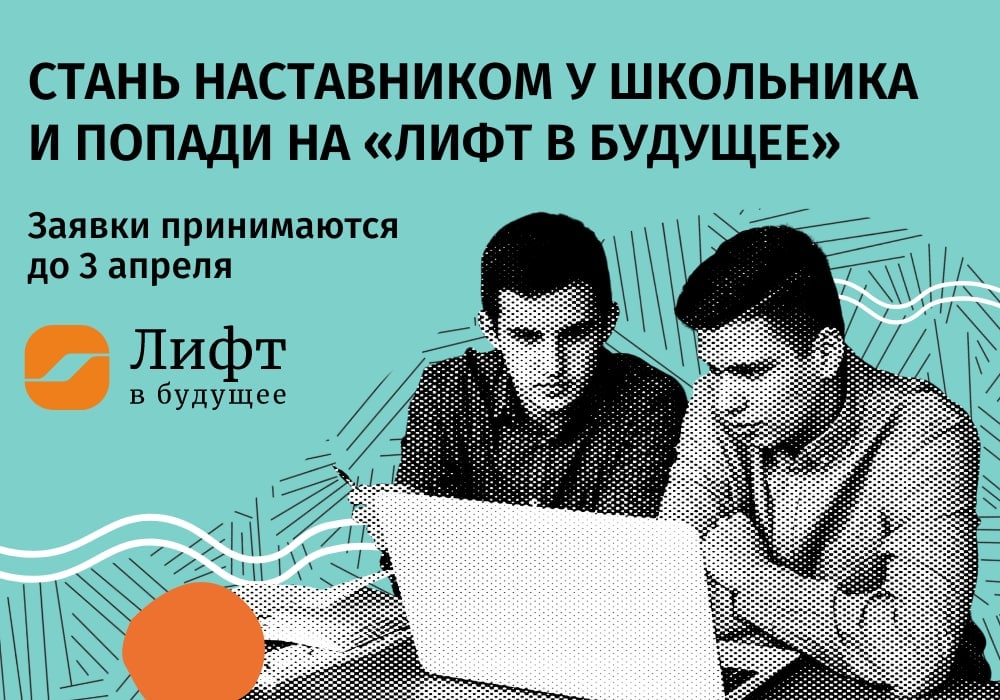 СТАНЬ НАСТАВНИКОМ У ШКОЛЬНИКА
И ПОПАДИ НА «ЛИФТ В БУДУЩЕЕ»
Заявки принимаются
до 3 апреля
Лифт
в будущее